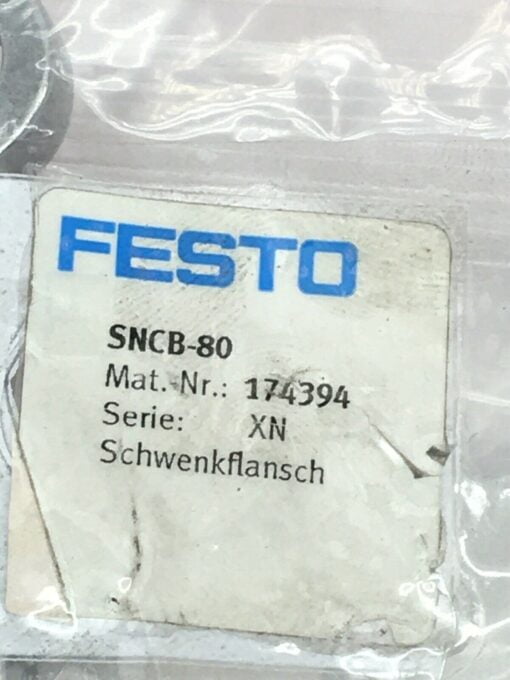 FESTO
SNCB-80
Mat.-Nr.: 174394
Serie: XN
Schwenkflansch